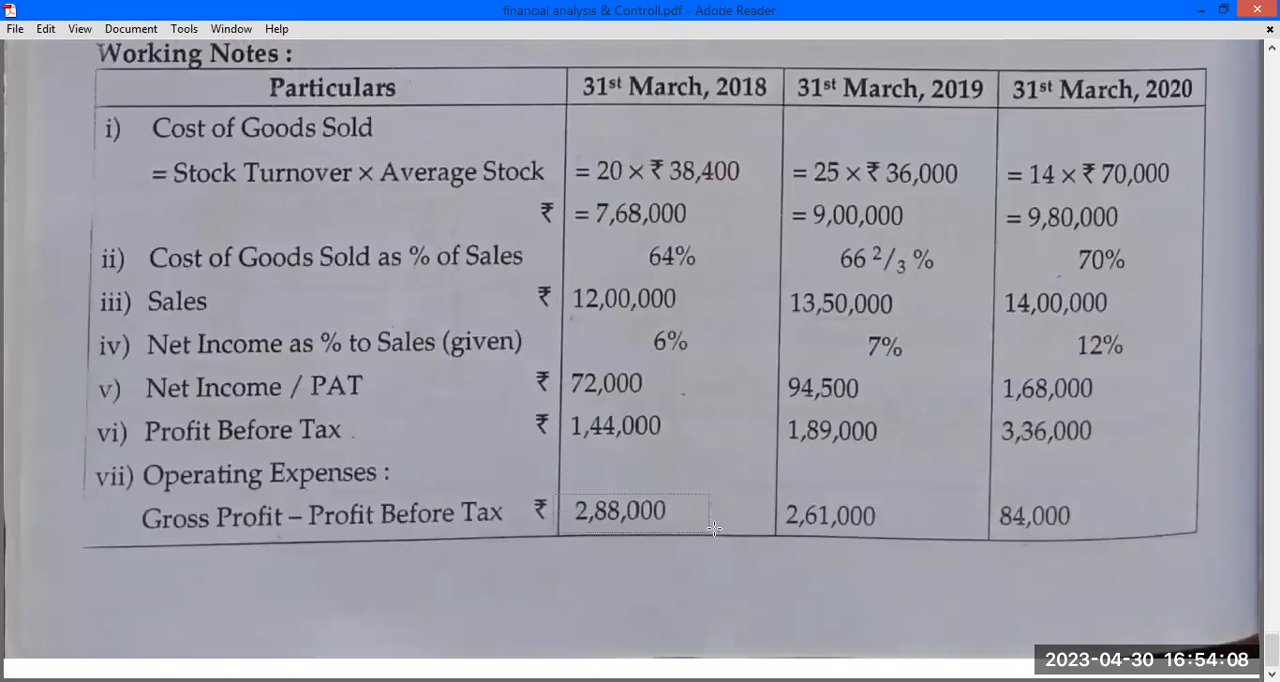 financial analysis & Controll.pdf - Adobe Reader
File Edit View Document Tools Window Help
Working Notes :
Particulars 31st March, 2018 31st March, 2019 31st March, 2020
i) Cost of Goods Sold
= Stock Turnover × Average Stock = 20 × ₹ 38,400 = 25 × ₹ 36,000 = 14 × ₹ 70,000
₹ = 7,68,000 = 9,00,000 = 9,80,000
ii) Cost of Goods Sold as % of Sales 64% 66 2/3 % 70%
iii) Sales ₹ 12,00,000 13,50,000 14,00,000
iv) Net Income as % to Sales (given) 6% 7% 12%
v) Net Income / PAT ₹ 72,000 94,500 1,68,000
vi) Profit Before Tax ₹ 1,44,000 1,89,000 3,36,000
vii) Operating Expenses :
Gross Profit – Profit Before Tax ₹ 2,88,000 2,61,000 84,000
2023-04-30 16:54:08